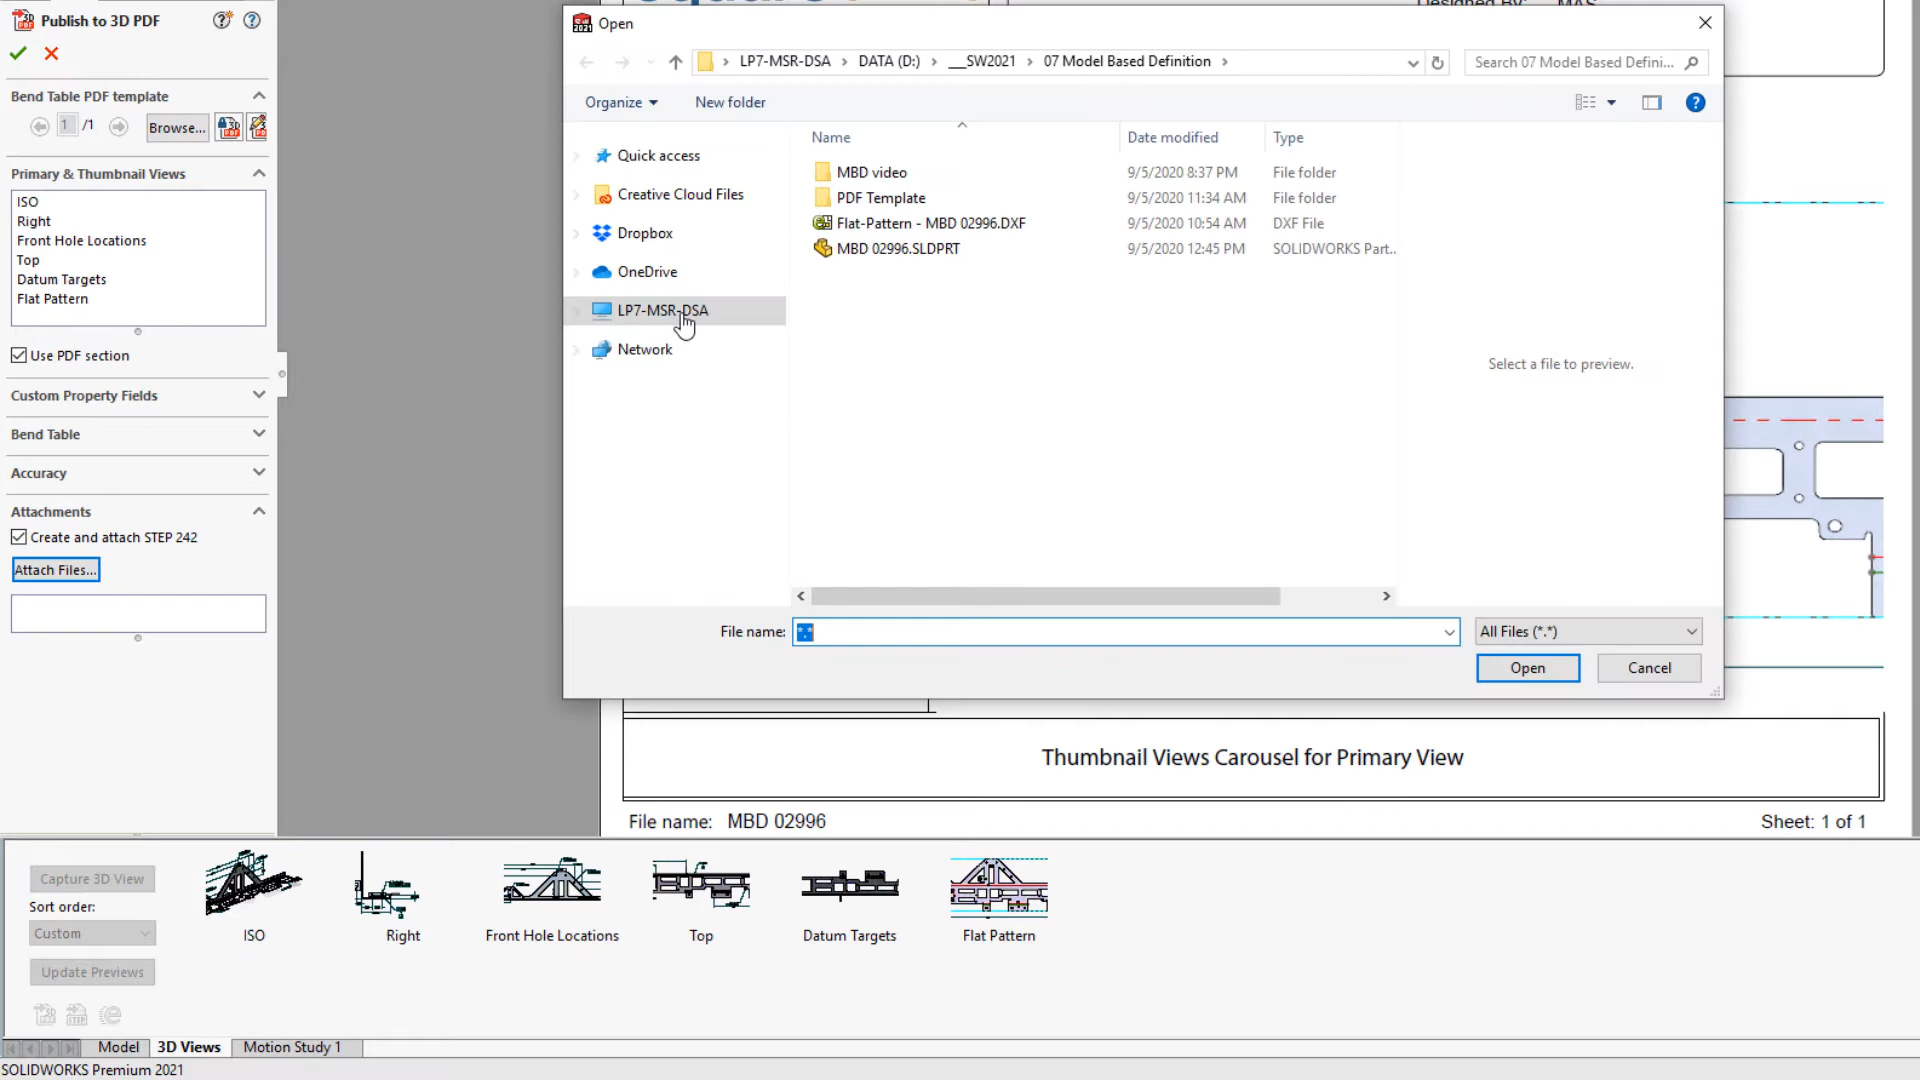 Publish to 3D PDF
Bend Table PDF template
1 /1 Browse...
Primary & Thumbnail Views
ISO
Right
Front Hole Locations
Top
Datum Targets
Flat Pattern
Use PDF section
Custom Property Fields
Bend Table
Accuracy
Attachments
Create and attach STEP 242
Attach Files...
Open
LP7-MSR-DSA > DATA (D:) > ___SW2021 > 07 Model Based Definition >
Search 07 Model Based Defini...
Organize New folder
Quick access
Creative Cloud Files
Dropbox
OneDrive
LP7-MSR-DSA
Network
Name Date modified Type
MBD video 9/5/2020 8:37 PM File folder
PDF Template 9/5/2020 11:34 AM File folder
Flat-Pattern - MBD 02996.DXF 9/5/2020 10:54 AM DXF File
MBD 02996.SLDPRT 9/5/2020 12:45 PM SOLIDWORKS Part...
Select a file to preview.
File name: *.* All Files (*.*)
Open Cancel
Thumbnail Views Carousel for Primary View
File name: MBD 02996 Sheet: 1 of 1
Capture 3D View
Sort order:
Custom
Update Previews
ISO Right Front Hole Locations Top Datum Targets Flat Pattern
Model 3D Views Motion Study 1
SOLIDWORKS Premium 2021